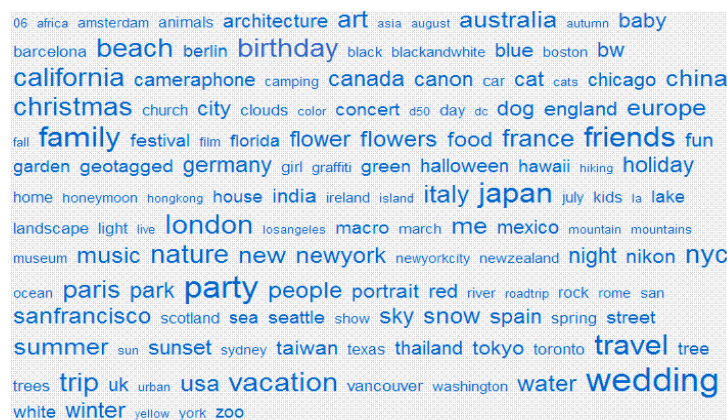 06 africa amsterdam animals architecture art asia august australia autumn baby
barcelona beach berlin birthday black blackandwhite blue boston bw
california cameraphone camping canada canon car cat cats chicago china
christmas church city clouds color concert d50 day dc dog england europe
fall family festival film florida flower flowers food france friends fun
garden geotagged germany girl graffiti green halloween hawaii hiking holiday
home honeymoon hongkong house india ireland island italy japan july kids la lake
landscape light live london losangeles macro march me mexico mountain mountains
museum music nature new newyork newyorkcity newzealand night nikon nyc
ocean paris park party people portrait red river roadtrip rock rome san
sanfrancisco scotland sea seattle show sky snow spain spring street
summer sun sunset sydney taiwan texas thailand tokyo toronto travel tree
trees trip uk urban usa vacation vancouver washington water wedding
white winter yellow york zoo